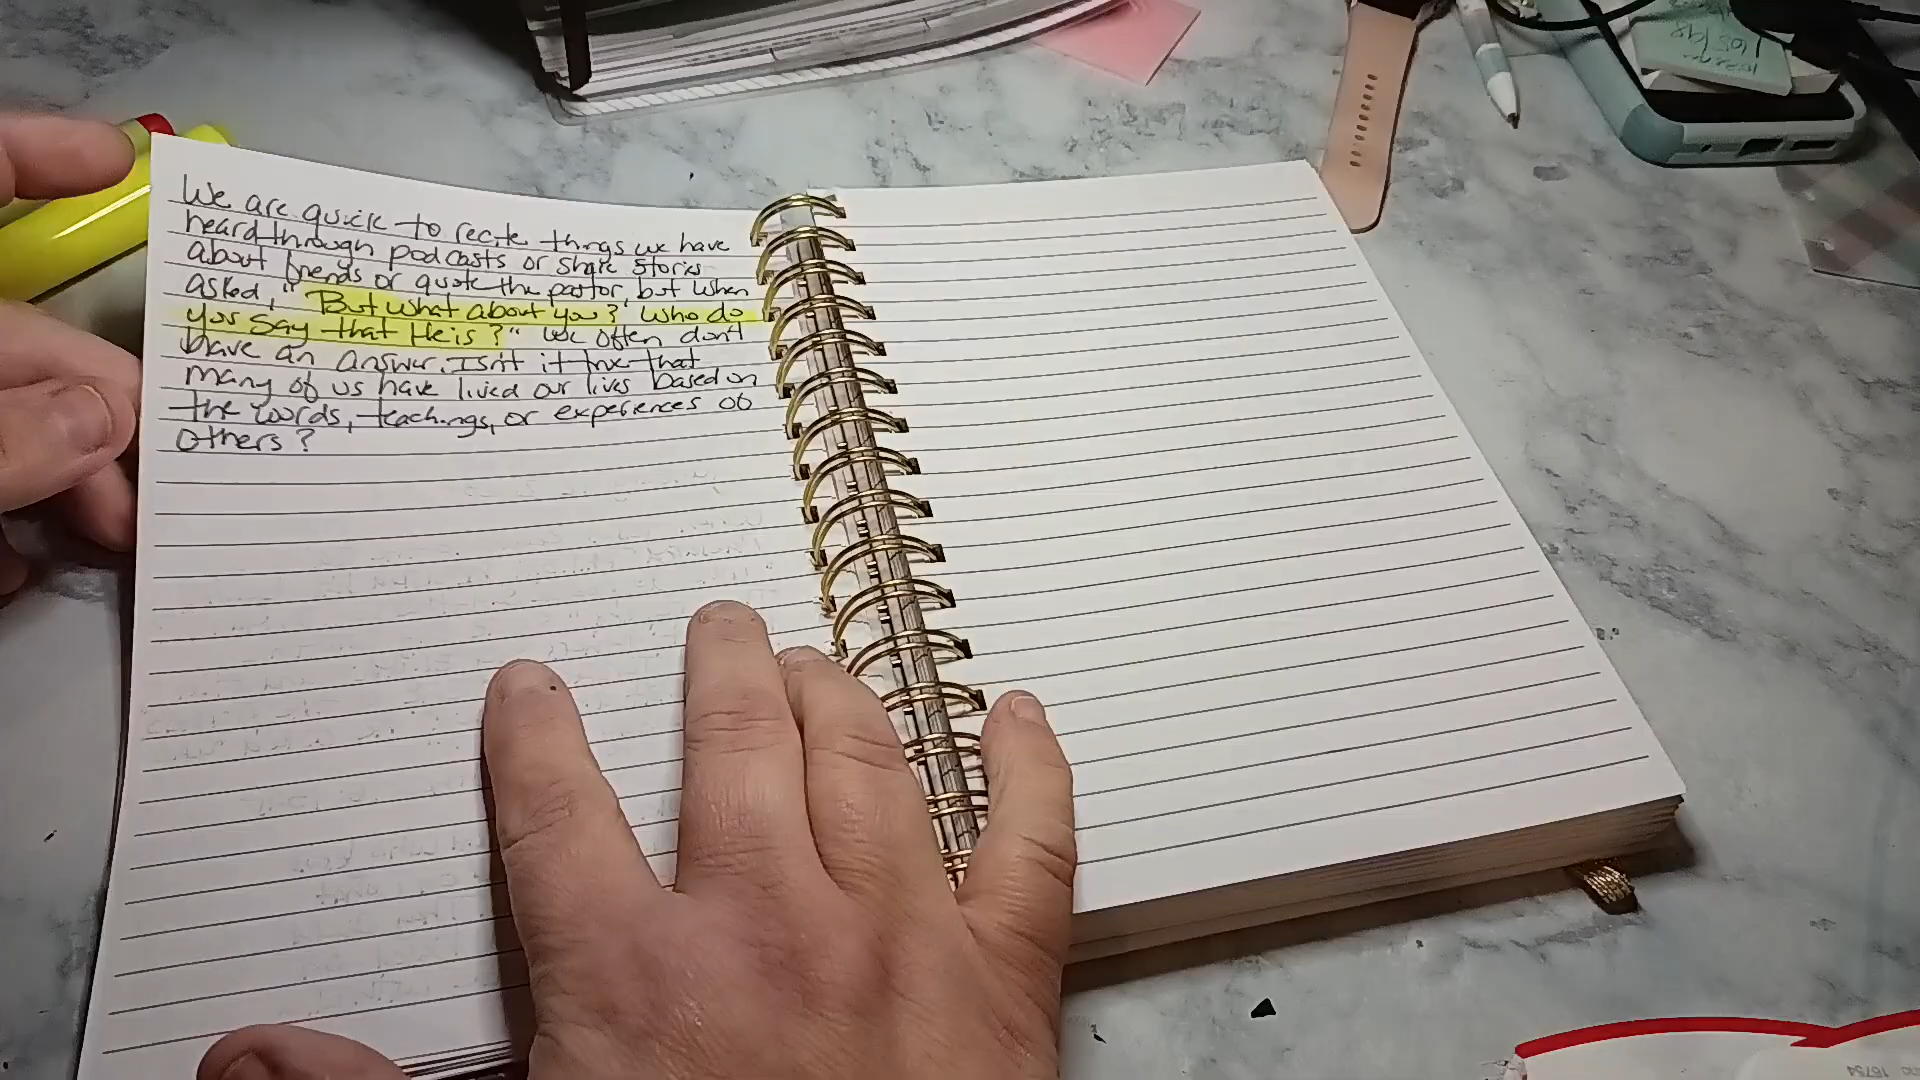 We are quick to recite things we have
heard through podcasts or share stories
about friends or quote the pastor, but when
asked, "But what about you? Who do
you say that He is?" We often don't
have an answer. Isn't it true that
many of us have lived our lives based on
the words, teachings, or experiences of
others?